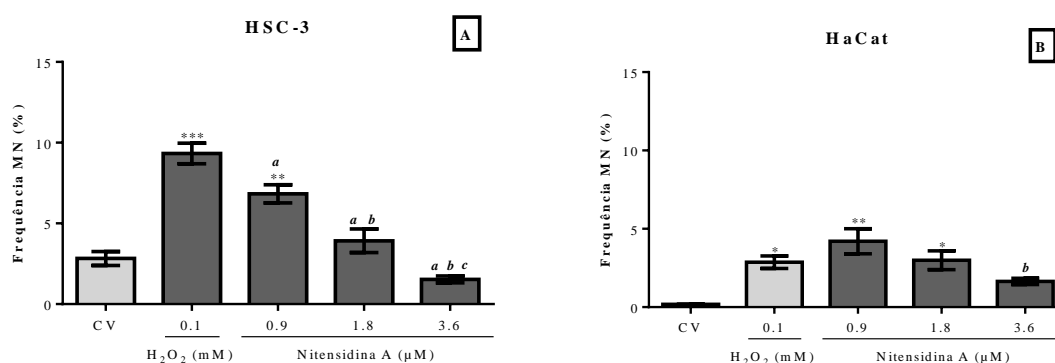 HSC-3
A
Frequência MN (%)
15
10
5
0
***
a
**
a b
a b c
CV
0.1
0.9
1.8
3.6
H₂O₂ (mM)
Nitensidina A (µM)
HaCat
B
Frequência MN (%)
15
10
5
0
*
**
*
b
CV
0.1
0.9
1.8
3.6
H₂O₂ (mM)
Nitensidina A (µM)